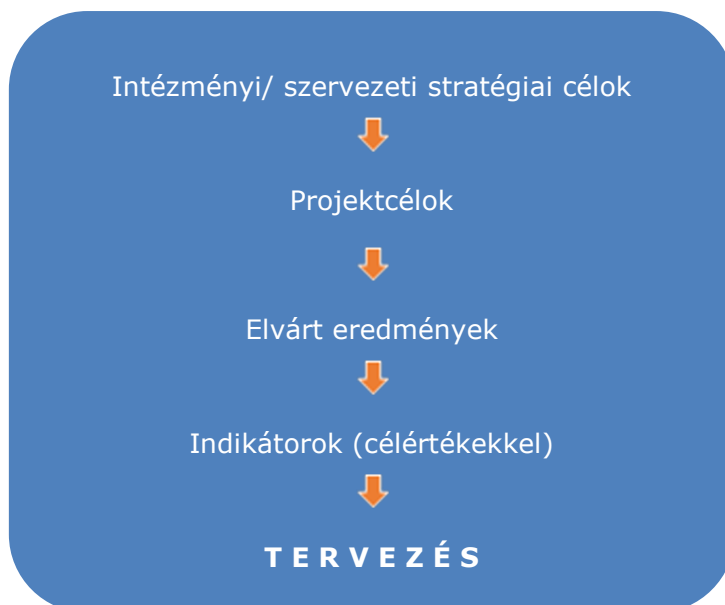 Intézményi/ szervezeti stratégiai célok
Projektcélok
Elvárt eredmények
Indikátorok (célértékekkel)
T E R V E Z É S